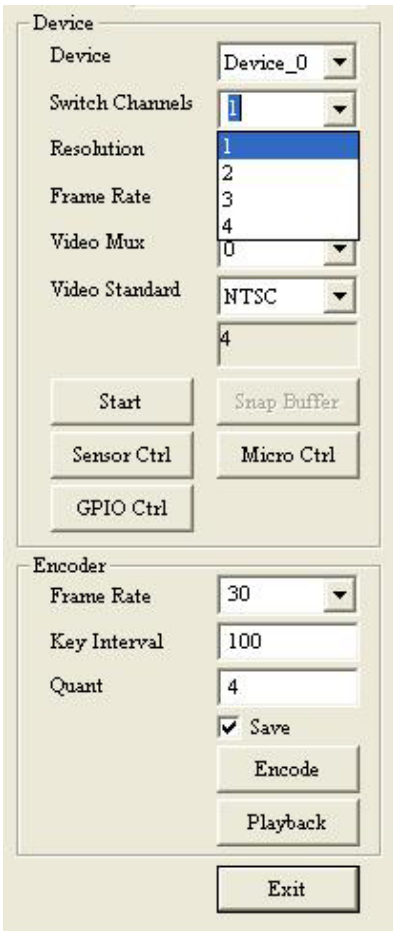 Device
Device Device_0
Switch Channels 1
Resolution 1
2
Frame Rate 3
4
Video Mux 0
Video Standard NTSC
4
Start Snap Buffer
Sensor Ctrl Micro Ctrl
GPIO Ctrl
Encoder
Frame Rate 30
Key Interval 100
Quant 4
Save
Encode
Playback
Exit